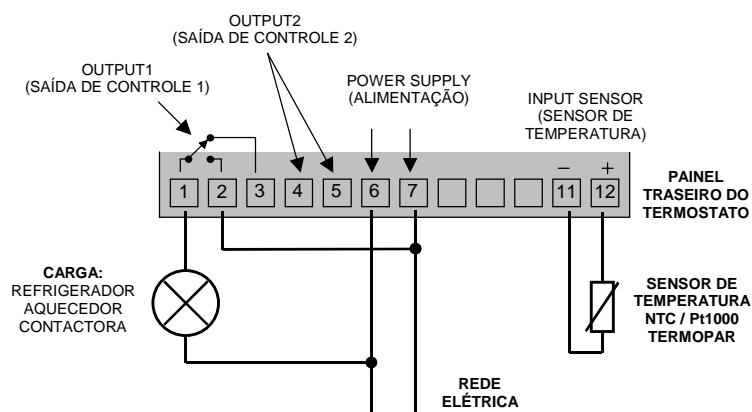 OUTPUT2
(SAÍDA DE CONTROLE 2)
OUTPUT1
(SAÍDA DE CONTROLE 1)
POWER SUPPLY
(ALIMENTAÇÃO)
INPUT SENSOR
(SENSOR DE
TEMPERATURA)
– +
1 2 3 4 5 6 7 11 12
PAINEL
TRASEIRO DO
TERMOSTATO
CARGA:
REFRIGERADOR
AQUECEDOR
CONTACTORA
SENSOR DE
TEMPERATURA
NTC / Pt1000
TERMOPAR
REDE
ELÉTRICA